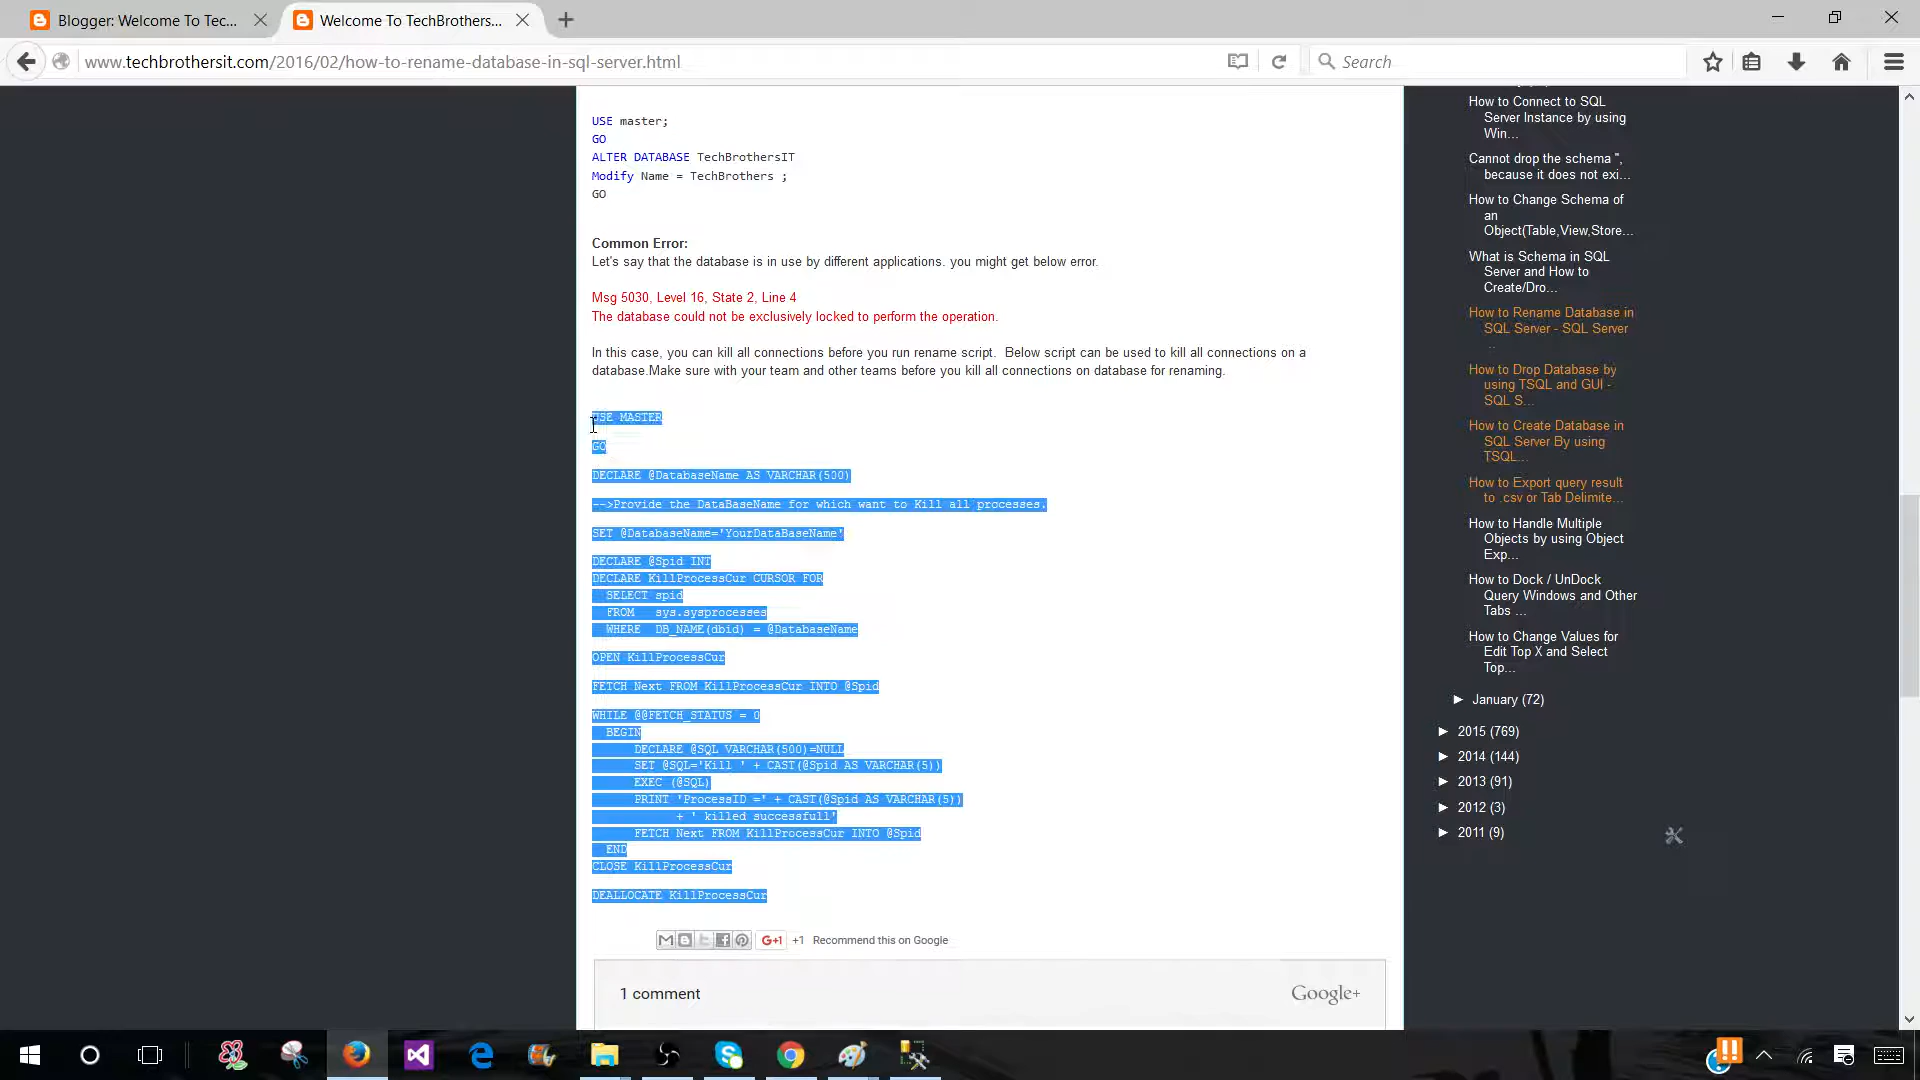 Blogger: Welcome To Tec...
Welcome To TechBrothers...
www.techbrothersit.com/2016/02/how-to-rename-database-in-sql-server.html
Search
USE master;
GO
ALTER DATABASE TechBrothersIT
Modify Name = TechBrothers ;
GO
Common Error:
Let's say that the database is in use by different applications. you might get below error.
Msg 5030, Level 16, State 2, Line 4
The database could not be exclusively locked to perform the operation.
In this case, you can kill all connections before you run rename script.  Below script can be used to kill all connections on a
database.Make sure with your team and other teams before you kill all connections on database for renaming.
USE MASTER
GO
DECLARE @DatabaseName AS VARCHAR(500)
-->Provide the DataBaseName for which want to Kill all processes.
SET @DatabaseName='YourDataBaseName'
DECLARE @Spid INT
DECLARE KillProcessCur CURSOR FOR
SELECT spid
FROM   sys.sysprocesses
WHERE  DB_NAME(dbid) = @DatabaseName
OPEN KillProcessCur
FETCH Next FROM KillProcessCur INTO @Spid
WHILE @@FETCH_STATUS = 0
BEGIN
DECLARE @SQL VARCHAR(500)=NULL
SET @SQL='Kill ' + CAST(@Spid AS VARCHAR(5))
EXEC (@SQL)
PRINT 'ProcessID =' + CAST(@Spid AS VARCHAR(5))
+ ' killed successfull'
FETCH Next FROM KillProcessCur INTO @Spid
END
CLOSE KillProcessCur
DEALLOCATE KillProcessCur
G+1 +1 Recommend this on Google
1 comment
Google+
How to Connect to SQL
Server Instance by using
Win...
Cannot drop the schema '',
because it does not exi...
How to Change Schema of
an
Object(Table,View,Store...
What is Schema in SQL
Server and How to
Create/Dro...
How to Rename Database in
SQL Server - SQL Server
...
How to Drop Database by
using TSQL and GUI -
SQL S...
How to Create Database in
SQL Server By using
TSQL...
How to Export query result
to .csv or Tab Delimite...
How to Handle Multiple
Objects by using Object
Exp...
How to Dock / UnDock
Query Windows and Other
Tabs ...
How to Change Values for
Edit Top X and Select
Top...
► January (72)
► 2015 (769)
► 2014 (144)
► 2013 (91)
► 2012 (3)
► 2011 (9)